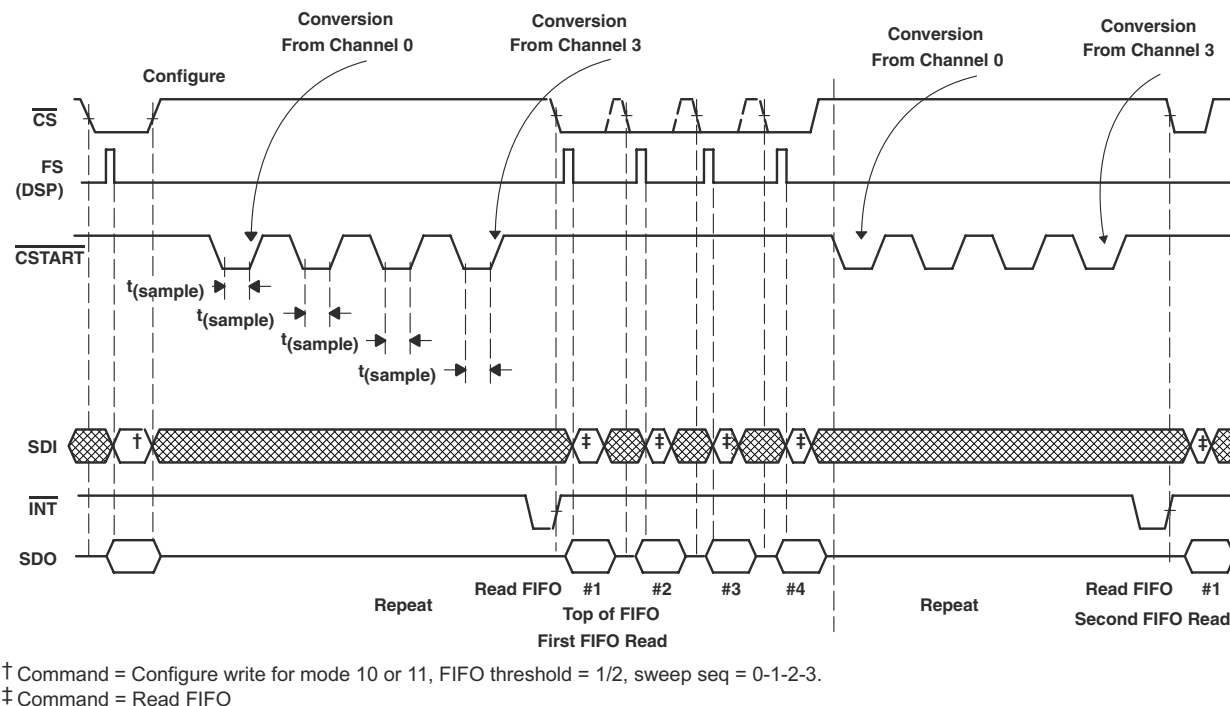 Conversion
From Channel 0
Conversion
From Channel 3
Conversion
From Channel 0
Conversion
From Channel 3
Configure
CS
FS
(DSP)
CSTART
t(sample)
t(sample)
t(sample)
t(sample)
SDI
†
‡
‡
‡
‡
‡
INT
SDO
Repeat
Read FIFO
#1
#2
#3
#4
Top of FIFO
First FIFO Read
Repeat
Read FIFO
#1
Second FIFO Read
† Command = Configure write for mode 10 or 11, FIFO threshold = 1/2, sweep seq = 0-1-2-3.
‡ Command = Read FIFO